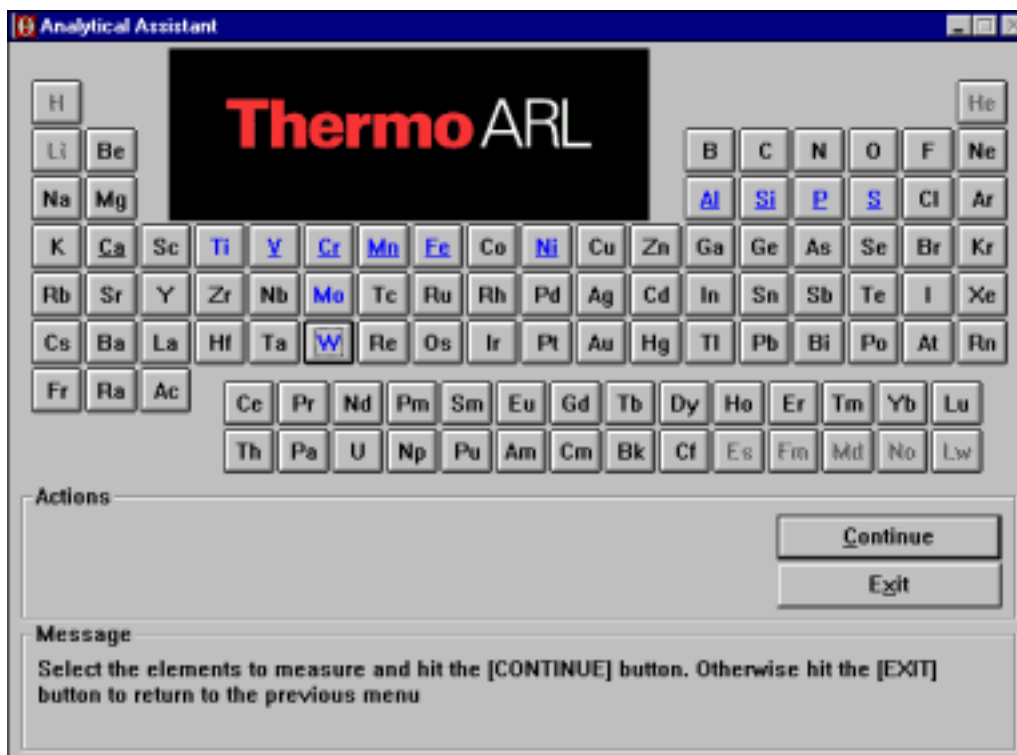 Analytical Assistant
Thermo ARL
H He
Li Be B C N O F Ne
Na Mg Al Si P S Cl Ar
K Ca Sc Ti V Cr Mn Fe Co Ni Cu Zn Ga Ge As Se Br Kr
Rb Sr Y Zr Nb Mo Tc Ru Rh Pd Ag Cd In Sn Sb Te I Xe
Cs Ba La Hf Ta W Re Os Ir Pt Au Hg Tl Pb Bi Po At Rn
Fr Ra Ac
Ce Pr Nd Pm Sm Eu Gd Tb Dy Ho Er Tm Yb Lu
Th Pa U Np Pu Am Cm Bk Cf Es Fm Md No Lw
Actions
Continue
Exit
Message
Select the elements to measure and hit the [CONTINUE] button. Otherwise hit the [EXIT]
button to return to the previous menu